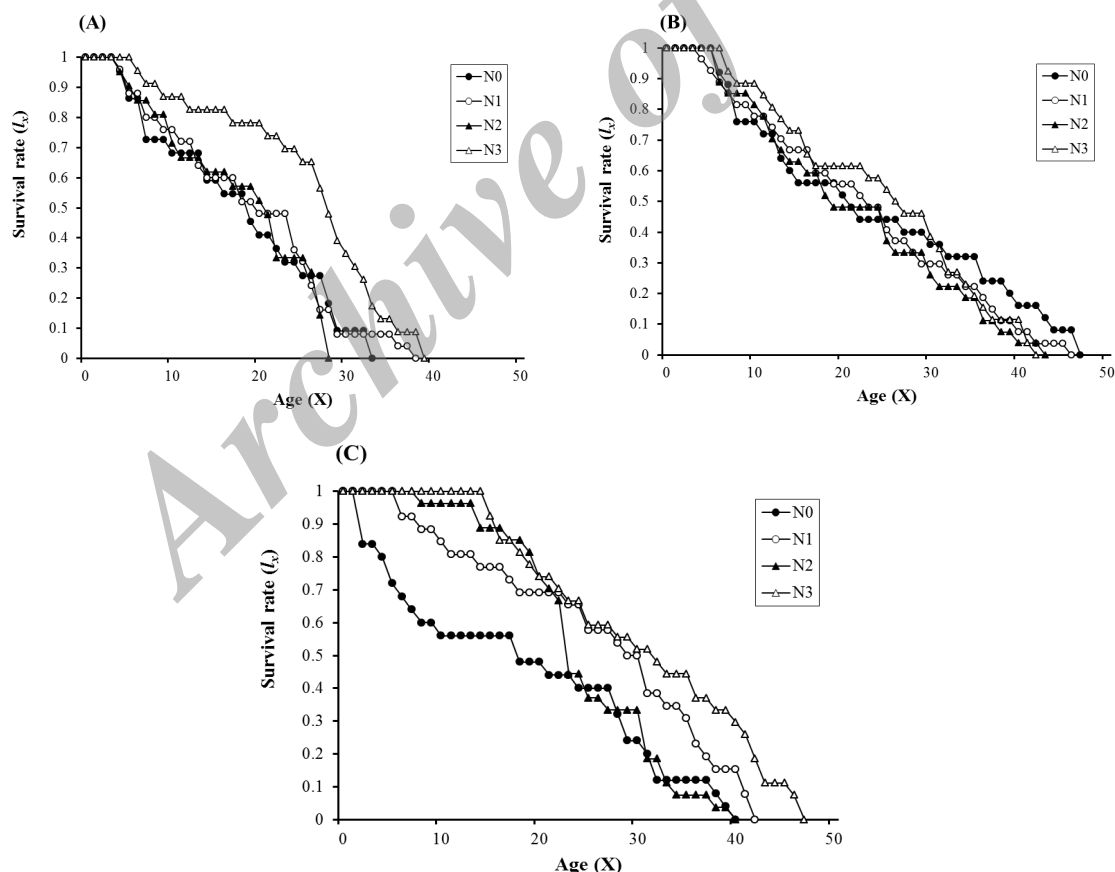 (A)
Survival rate (lx)
1
0.9
0.8
0.7
0.6
0.5
0.4
0.3
0.2
0.1
0
0 10 20 30 40 50
Age (X)
N0
N1
N2
N3
(B)
Survival rate (lx)
1
0.9
0.8
0.7
0.6
0.5
0.4
0.3
0.2
0.1
0
0 10 20 30 40 50
Age (X)
N0
N1
N2
N3
(C)
Survival rate (lx)
1
0.9
0.8
0.7
0.6
0.5
0.4
0.3
0.2
0.1
0
0 10 20 30 40 50
Age (X)
N0
N1
N2
N3
Archive of